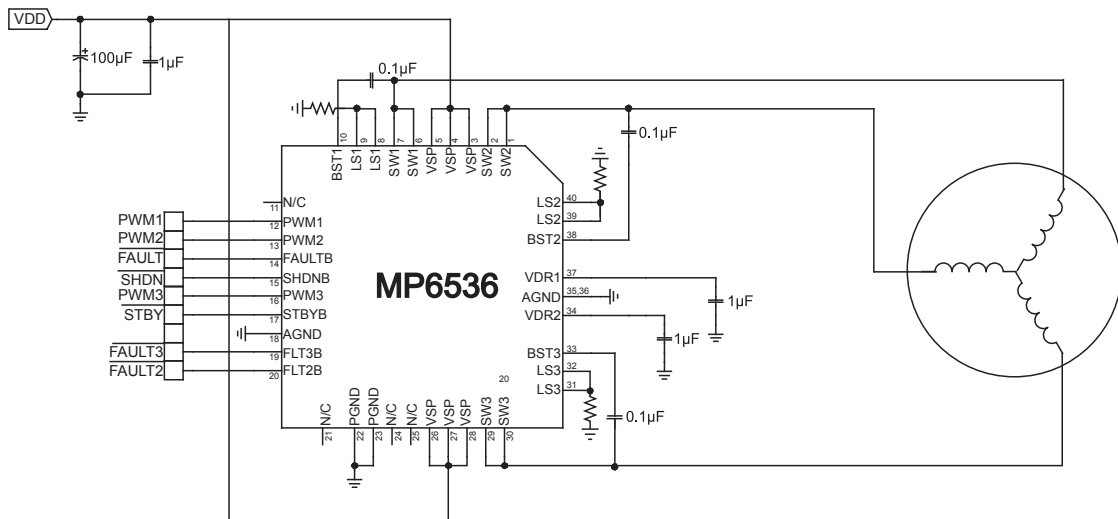 VDD
100µF
1µF
0.1µF
10
9
8
7
6
5
4
3
2
1
BST1
LS1
LS1
SW1
SW1
VSP
VSP
VSP
SW2
SW2
0.1µF
N/C
11
PWM1
PWM1
12
PWM2
PWM2
13
FAULT
FAULTB
14
SHDN
SHDNB
15
PWM3
PWM3
16
STBY
STBYB
17
AGND
18
FAULT3
FLT3B
19
FAULT2
FLT2B
20
MP6536
LS2
40
LS2
39
BST2
38
VDR1
37
AGND
35,36
VDR2
34
1µF
1µF
BST3
33
LS3
32
LS3
31
20
0.1µF
N/C
PGND
PGND
N/C
N/C
VSP
VSP
VSP
SW3
SW3
21
22
23
24
25
26
27
28
29
30